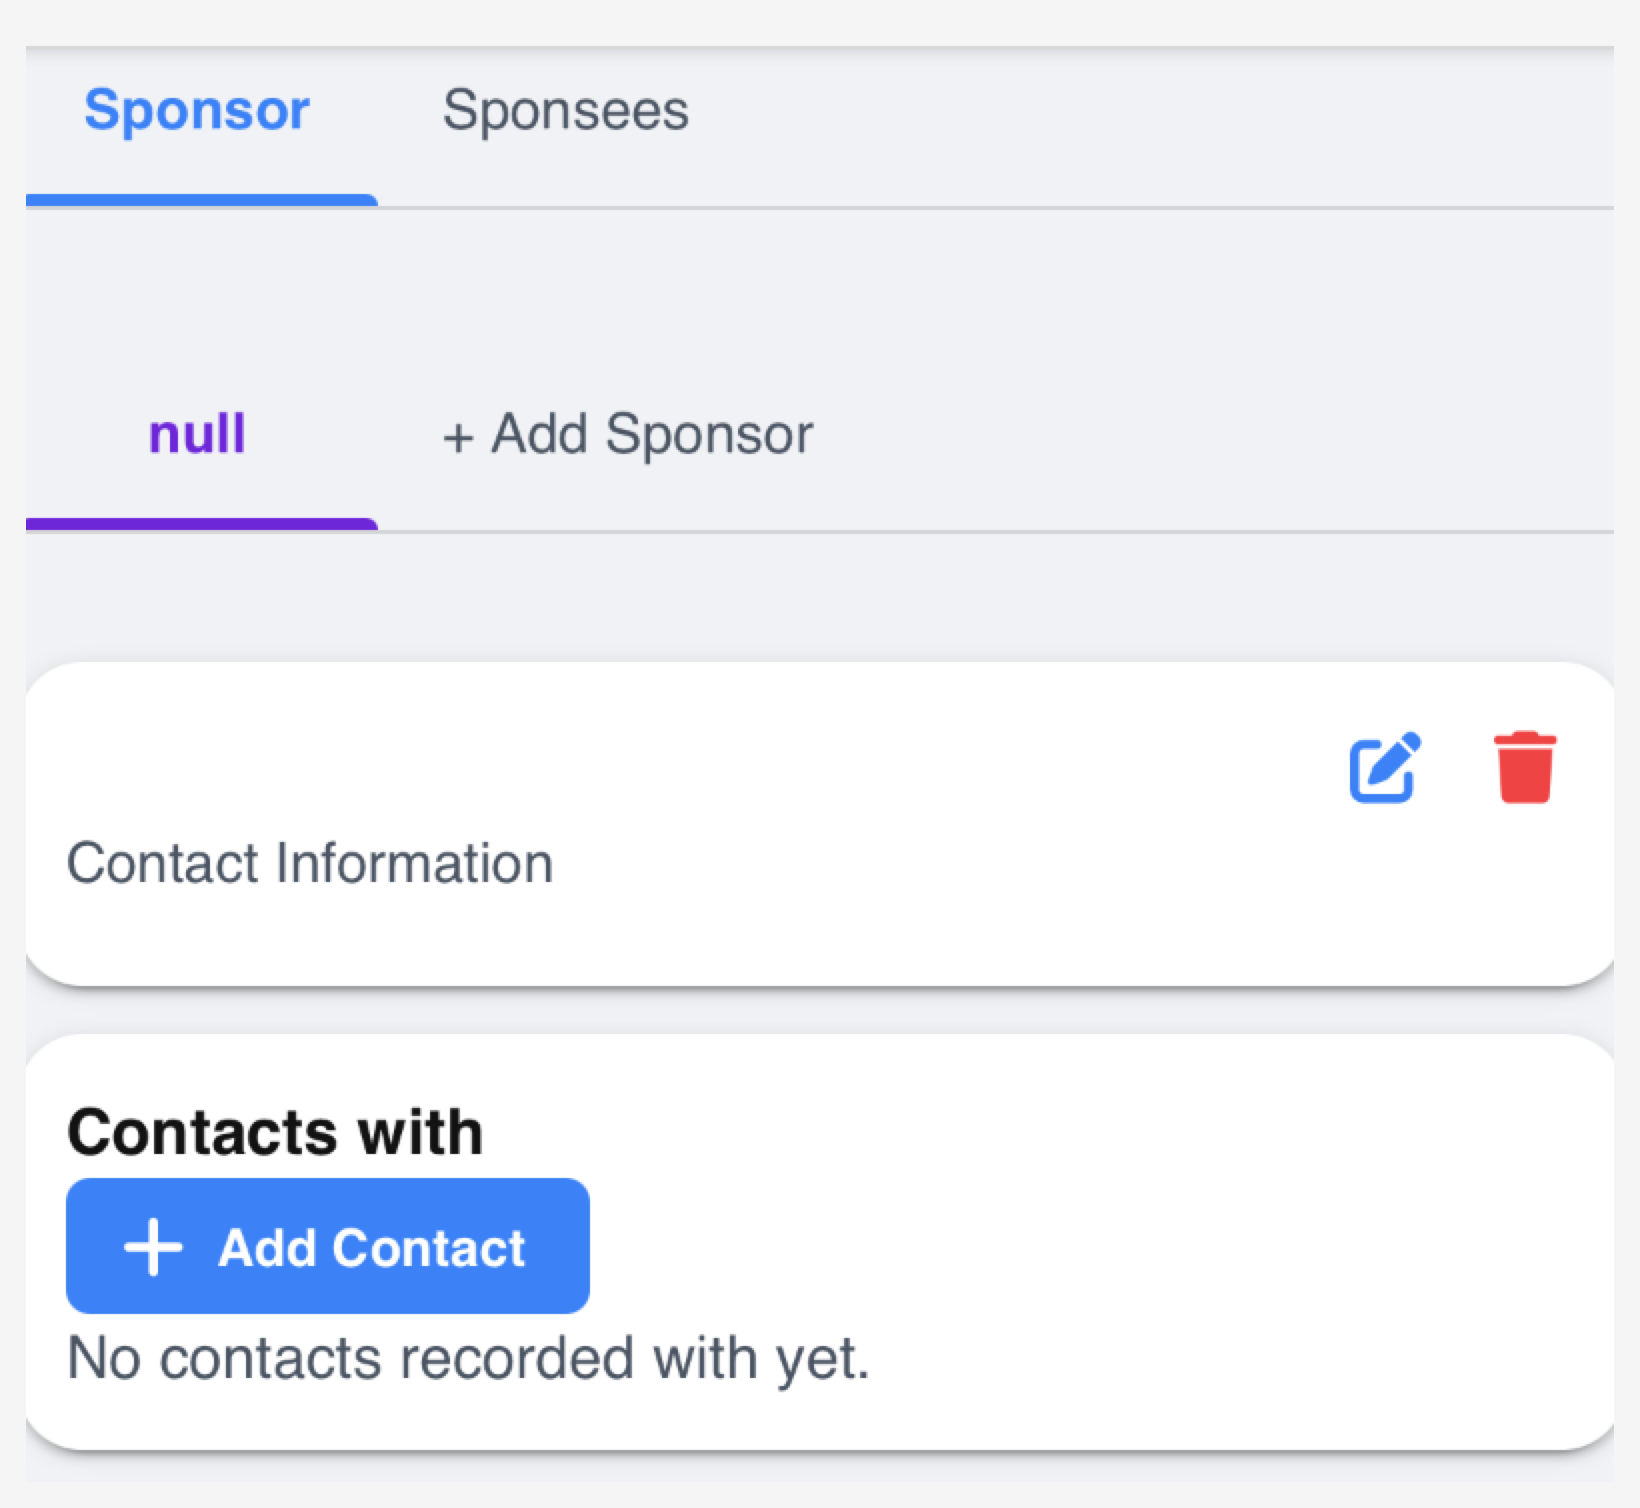 Sponsor Sponsees
null + Add Sponsor
Contact Information
Contacts with
Add Contact
No contacts recorded with yet.